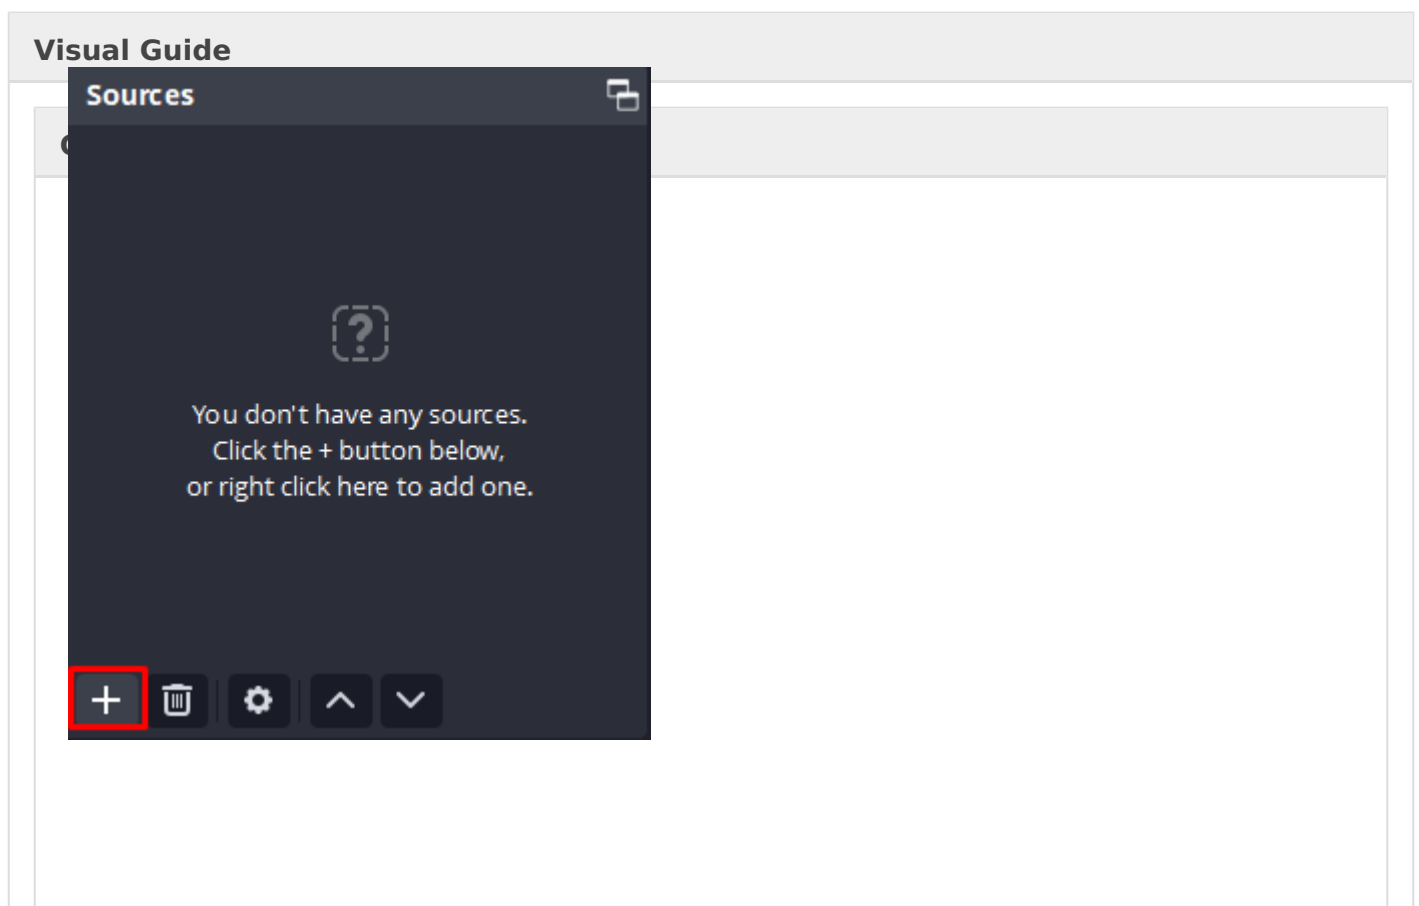 Visual Guide
Sources
You don't have any sources.
Click the + button below,
or right click here to add one.